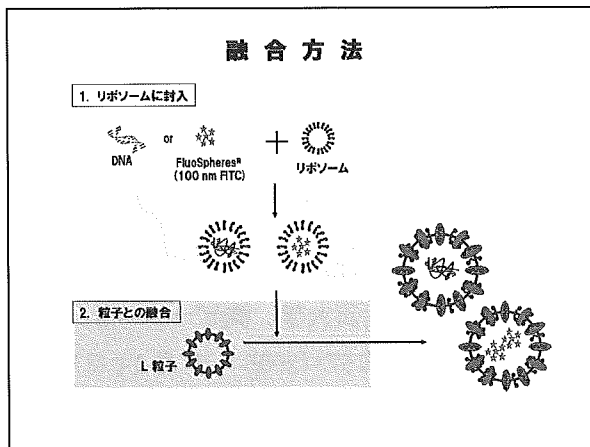 融合方法
1. リポソームに封入
DNA
or
FluoSpheres®
(100 nm FITC)
リポソーム
2. 粒子との融合
L 粒子